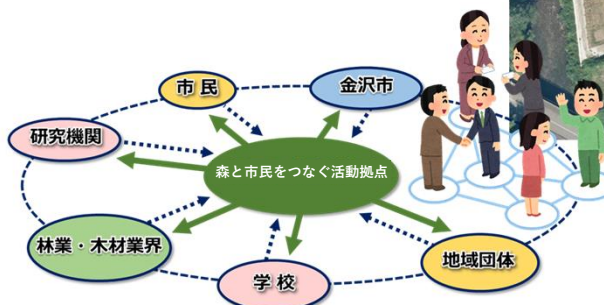 市民
金沢市
研究機関
森と市民をつなぐ活動拠点
林業・木材業界
学校
地域団体